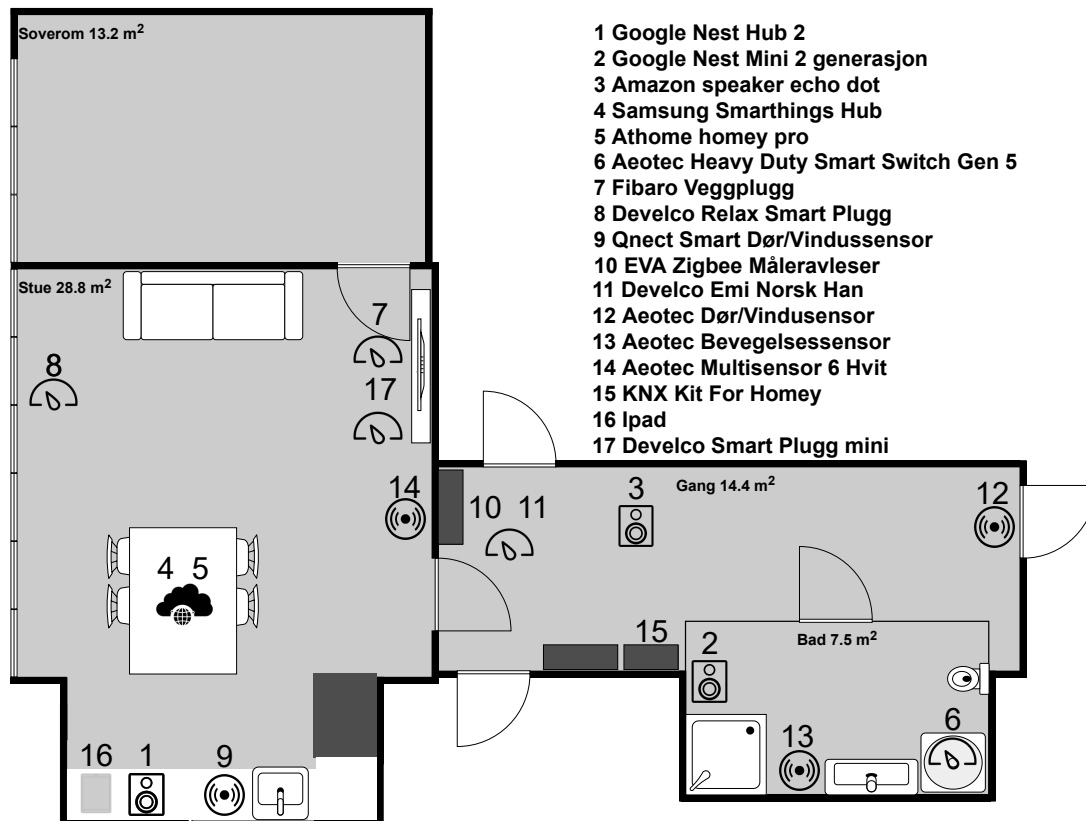 Soverom 13.2 m²
1 Google Nest Hub 2
2 Google Nest Mini 2 generasjon
3 Amazon speaker echo dot
4 Samsung Smarthings Hub
5 Athome homey pro
6 Aeotec Heavy Duty Smart Switch Gen 5
7 Fibaro Veggplugg
8 Develco Relax Smart Plugg
9 Qnect Smart Dør/Vindussensor
10 EVA Zigbee Måleravleser
11 Develco Emi Norsk Han
12 Aeotec Dør/Vindusensor
13 Aeotec Bevegelsessensor
14 Aeotec Multisensor 6 Hvit
15 KNX Kit For Homey
16 Ipad
17 Develco Smart Plugg mini
Stue 28.8 m²
7
8
17
Gang 14.4 m²
14
10 11
3
12
4 5
15
Bad 7.5 m²
2
6
13
16
1
9